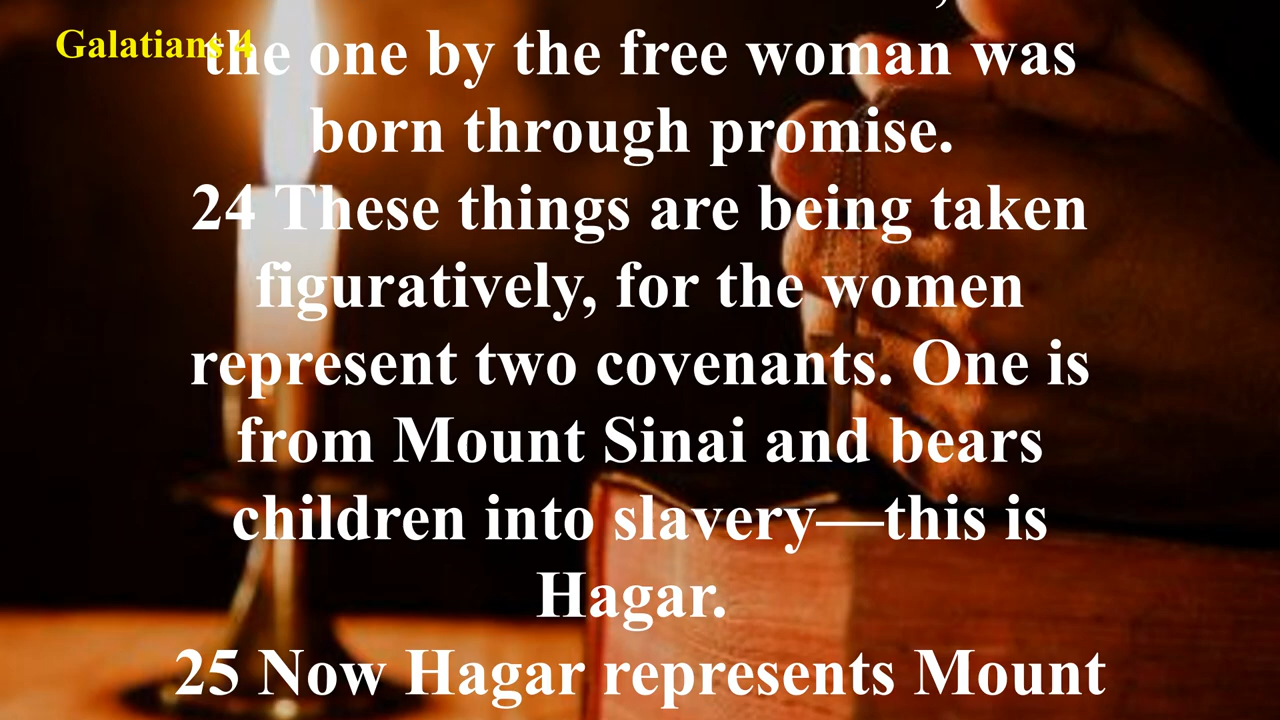 Galatians 4
the one by the free woman was
born through promise.
24 These things are being taken
figuratively, for the women
represent two covenants. One is
from Mount Sinai and bears
children into slavery—this is
Hagar.
25 Now Hagar represents Mount